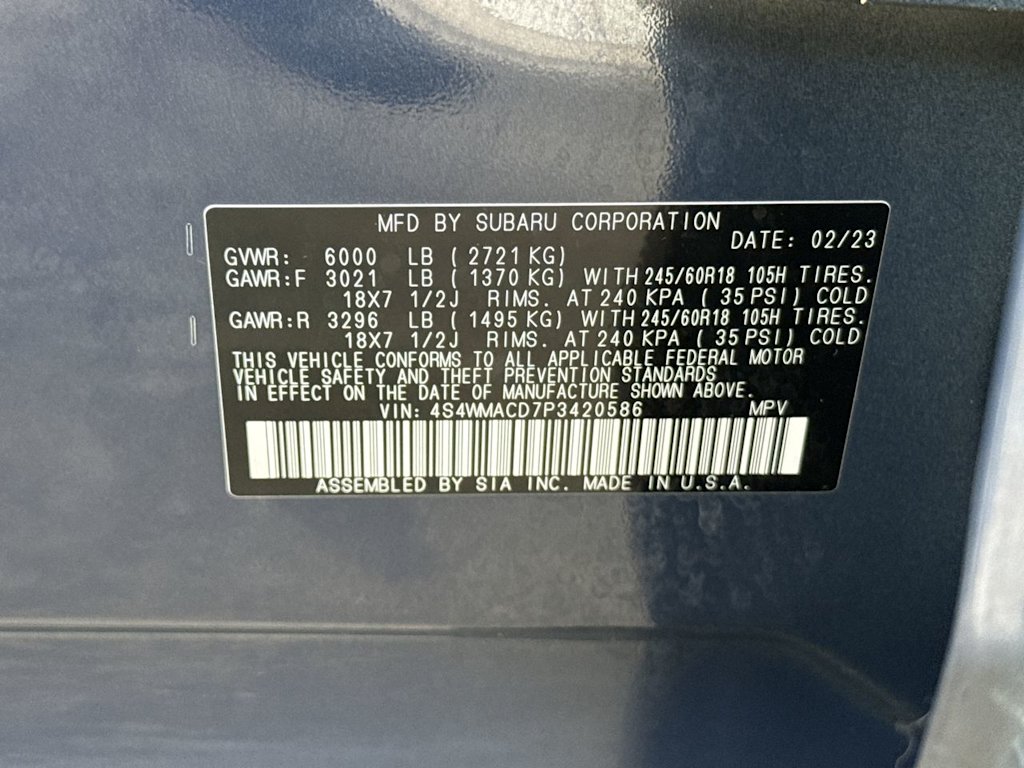 MFD BY SUBARU CORPORATION
DATE: 02/23
GVWR: 6000 LB ( 2721 KG)
GAWR:F 3021 LB ( 1370 KG) WITH 245/60R18 105H TIRES.
18X7 1/2J RIMS. AT 240 KPA ( 35 PSI) COLD
GAWR:R 3296 LB ( 1495 KG) WITH 245/60R18 105H TIRES.
18X7 1/2J RIMS. AT 240 KPA ( 35 PSI) COLD
THIS VEHICLE CONFORMS TO ALL APPLICABLE FEDERAL MOTOR
VEHICLE SAFETY AND THEFT PREVENTION STANDARDS
IN EFFECT ON THE DATE OF MANUFACTURE SHOWN ABOVE.
VIN: 4S4WMACD7P3420586 MPV
ASSEMBLED BY SIA INC. MADE IN U.S.A.